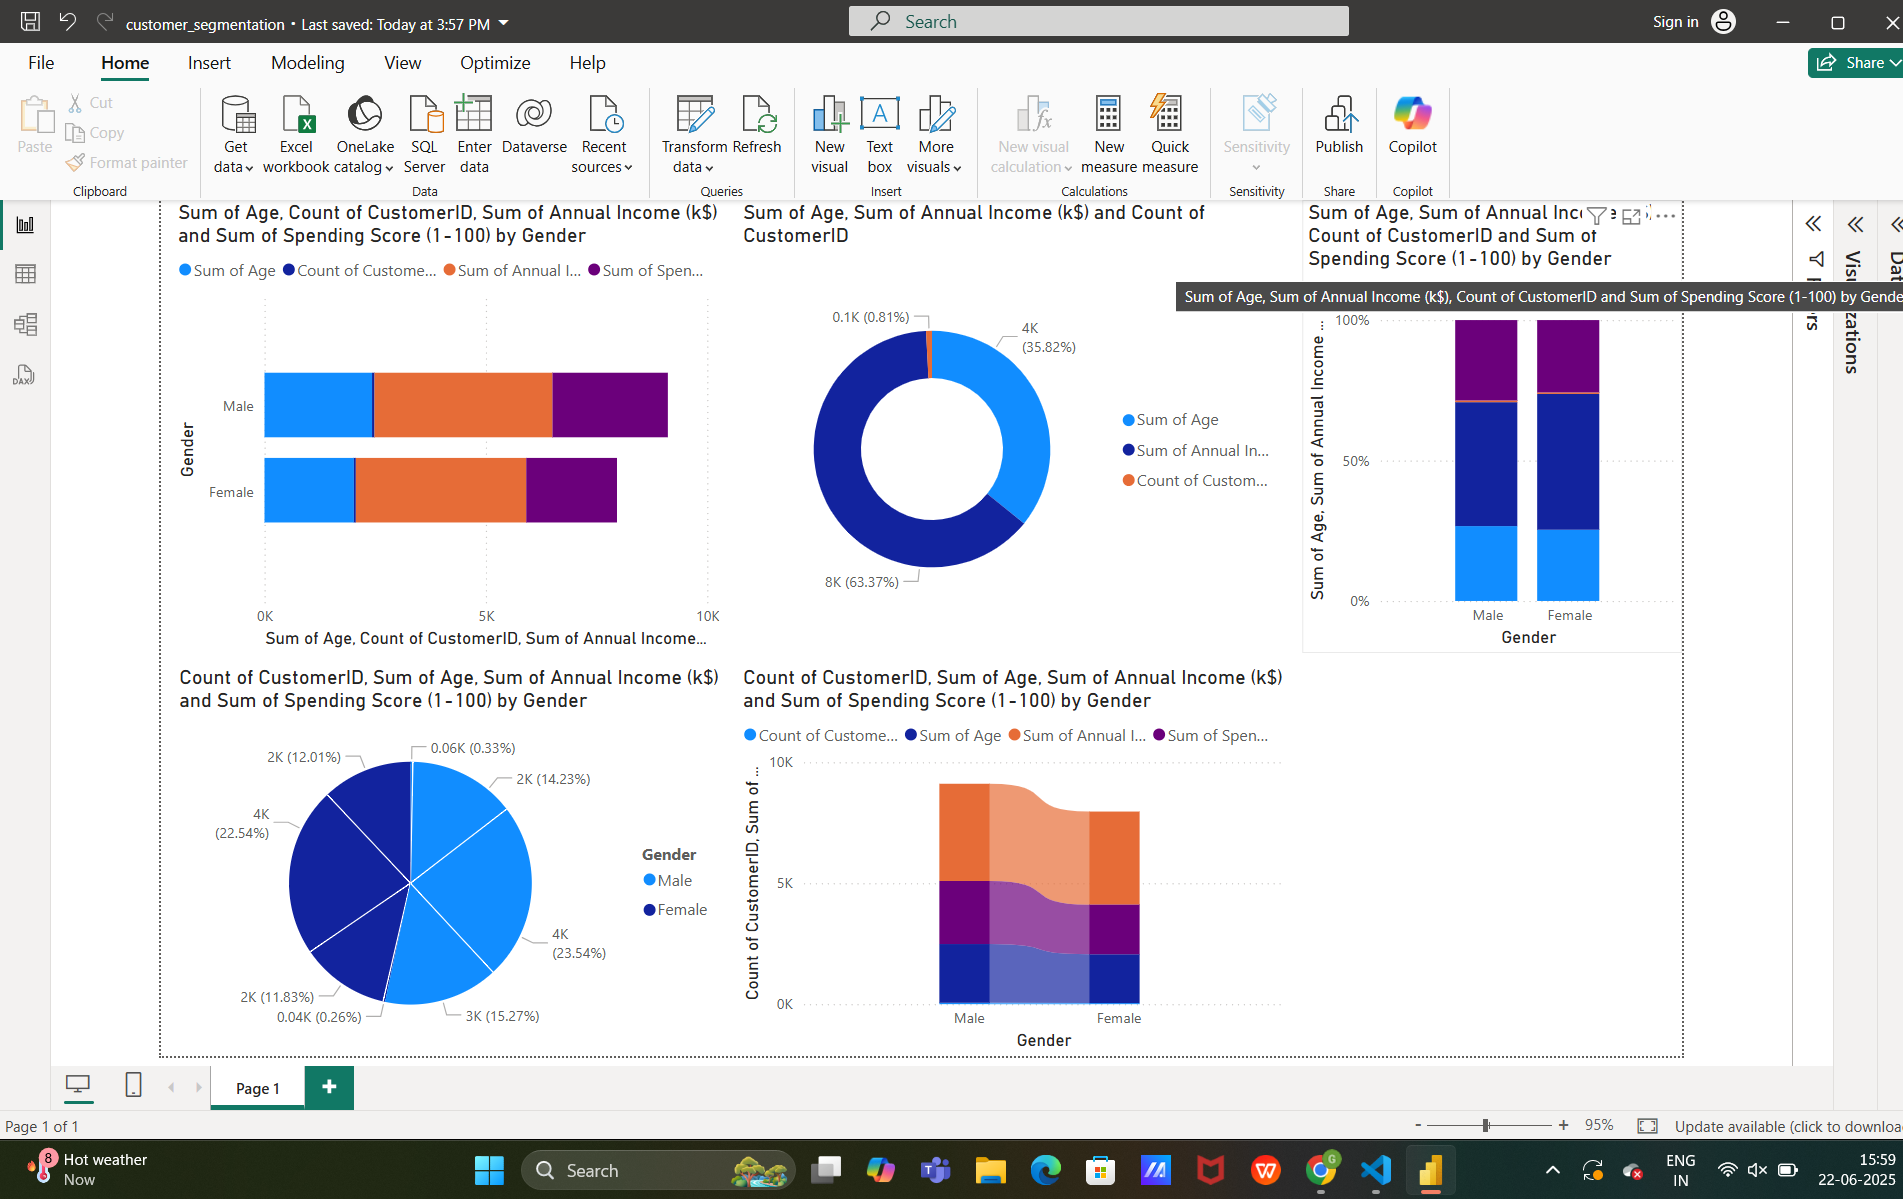 customer_segmentation • Last saved: Today at 3:57 PM
Search
Sign in
File
Home
Insert
Modeling
View
Optimize
Help
Share
Paste
Cut
Copy
Format painter
Clipboard
Get data
Excel workbook
OneLake catalog
SQL Server
Enter data
Dataverse
Recent sources
Data
Transform data
Refresh
Queries
New visual
Text box
More visuals
Insert
New visual calculation
New measure
Quick measure
Calculations
Sensitivity
Sensitivity
Publish
Share
Copilot
Copilot
Sum of Age, Count of CustomerID, Sum of Annual Income (k$)
and Sum of Spending Score (1-100) by Gender
Sum of Age
Count of Custome...
Sum of Annual I...
Sum of Spen...
Gender
Male
Female
0K
5K
10K
Sum of Age, Count of CustomerID, Sum of Annual Income...
Sum of Age, Sum of Annual Income (k$) and Count of
CustomerID
0.1K (0.81%)
4K
(35.82%)
8K (63.37%)
Sum of Age
Sum of Annual In...
Count of Custom...
Sum of Age, Sum of Annual Inc
Count of CustomerID and Sum of
Spending Score (1-100) by Gender
Sum of Age, Sum of Annual Income (k$), Count of CustomerID and Sum of Spending Score (1-100) by Gende
Sum of Age, Sum of Annual Income ...
100%
50%
0%
Male
Female
Gender
Count of CustomerID, Sum of Age, Sum of Annual Income (k$)
and Sum of Spending Score (1-100) by Gender
0.06K (0.33%)
2K (12.01%)
2K (14.23%)
4K
(22.54%)
4K
(23.54%)
2K (11.83%)
0.04K (0.26%)
3K (15.27%)
Gender
Male
Female
Count of CustomerID, Sum of Age, Sum of Annual Income (k$)
and Sum of Spending Score (1-100) by Gender
Count of Custome...
Sum of Age
Sum of Annual I...
Sum of Spen...
Count of CustomerID, Sum of ...
10K
5K
0K
Male
Female
Gender
DAX
Page 1
Page 1 of 1
- + 95%
Update available (click to downloa
8
Hot weather
Now
Search
G
ENG
IN
15:59
22-06-2025